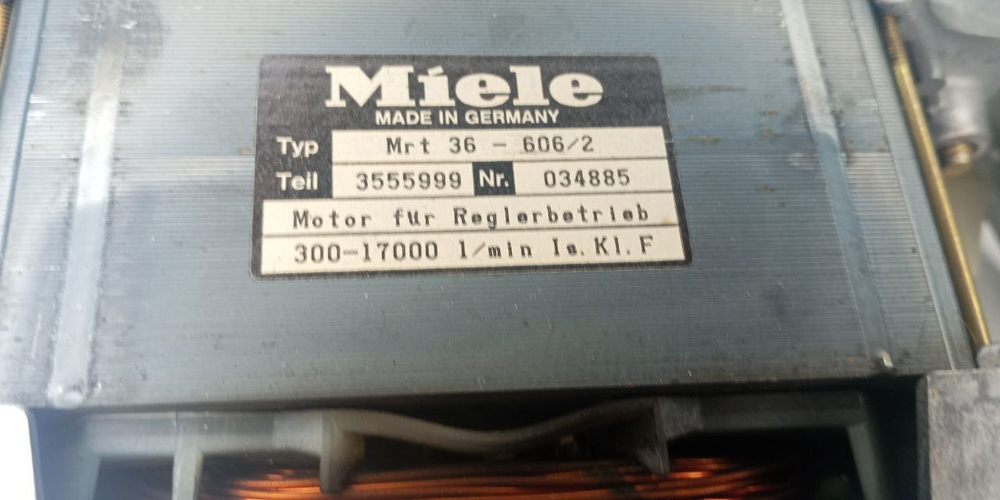 Miele
MADE IN GERMANY
Typ Mrt 36 - 606/2
Teil 3555999 Nr. 034885
Motor für Reglerbetrieb
300-17000 1/min Is.Kl.F